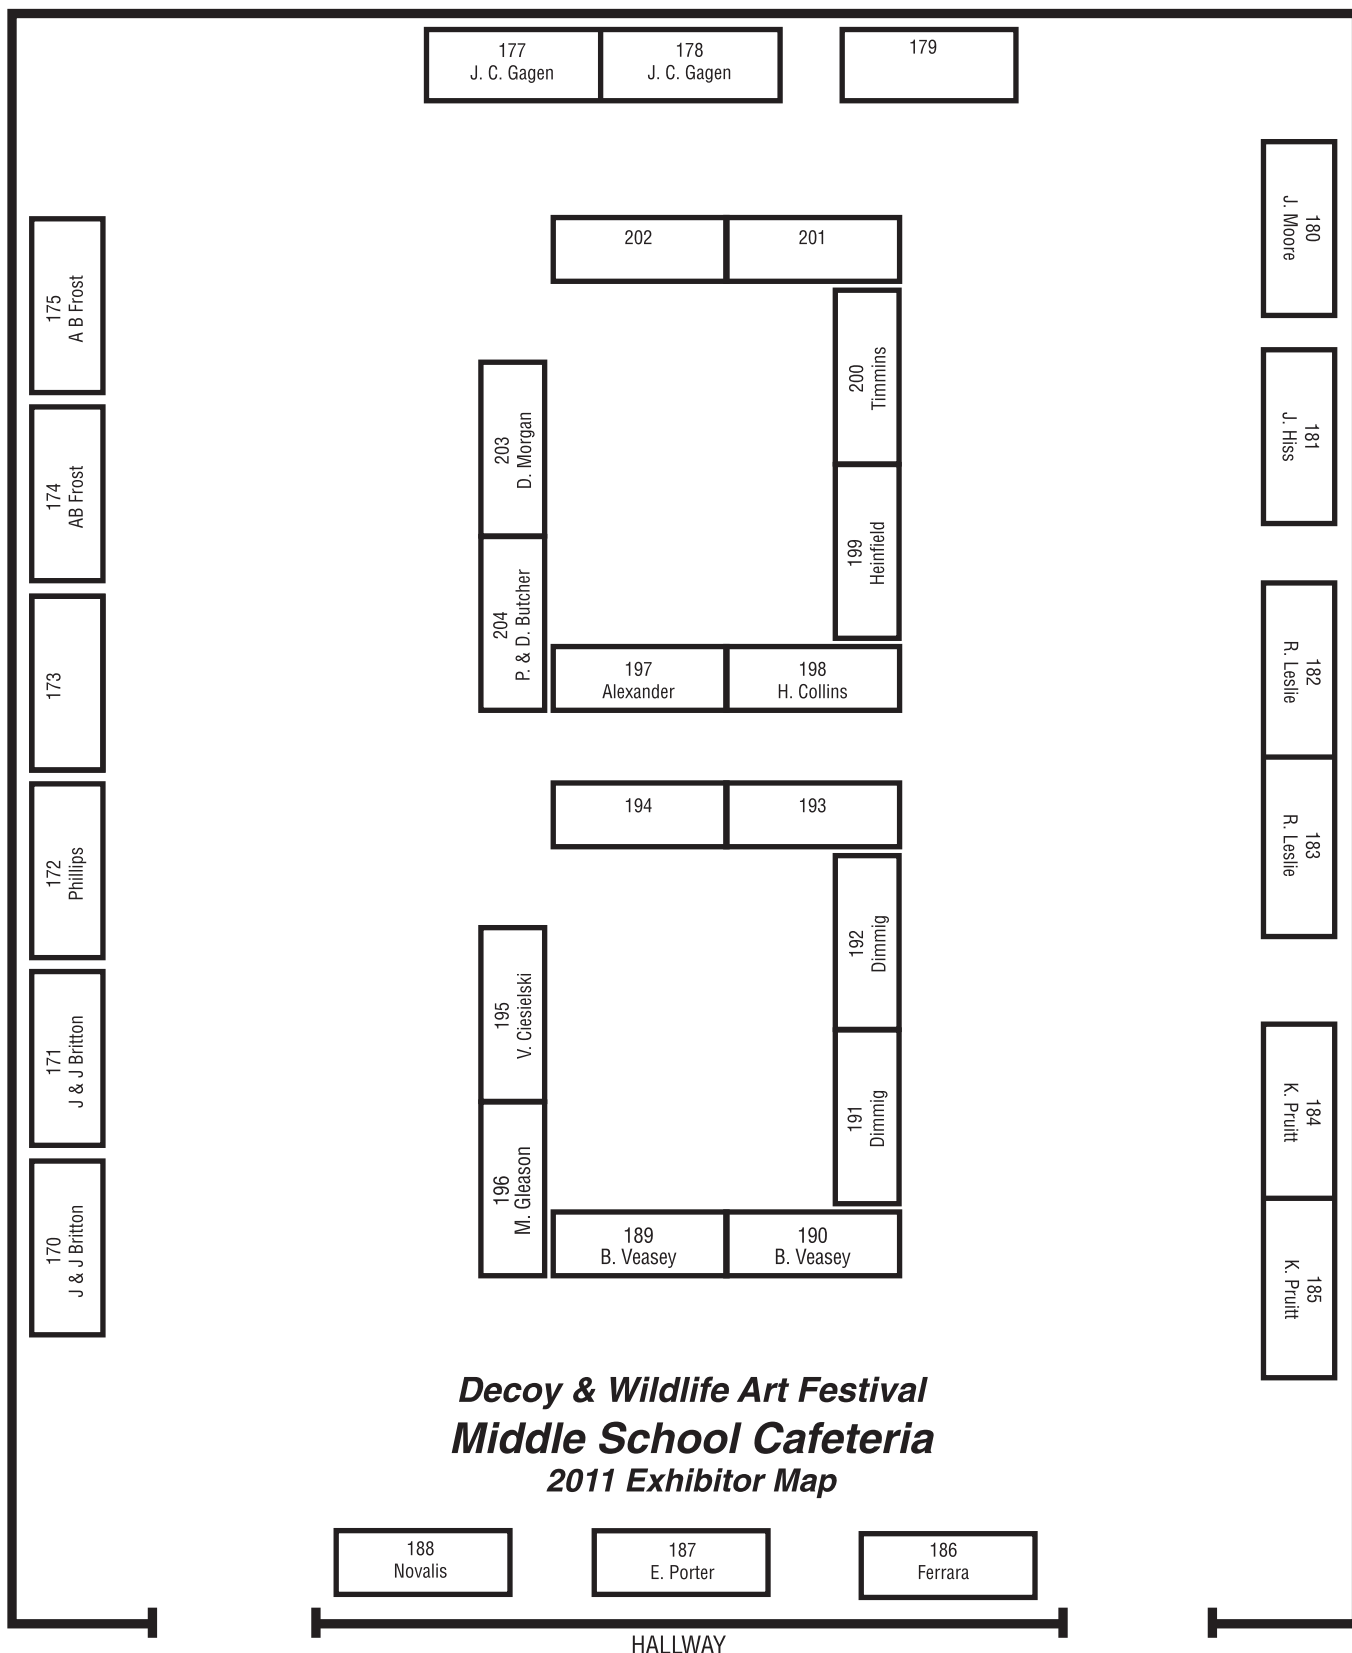 177
J. C. Gagen
178
J. C. Gagen
179
180
J. Moore
181
J. Hiss
182
R. Leslie
183
R. Leslie
184
K. Pruitt
185
K. Pruitt
175
A B Frost
174
AB Frost
173
172
Phillips
171
J & J Britton
170
J & J Britton
202
201
200
Timmins
199
Heinfield
203
D. Morgan
204
P. & D. Butcher
197
Alexander
198
H. Collins
194
193
192
Dimmig
191
Dimmig
195
V. Ciesielski
196
M. Gleason
189
B. Veasey
190
B. Veasey
Decoy & Wildlife Art Festival
Middle School Cafeteria
2011 Exhibitor Map
188
Novalis
187
E. Porter
186
Ferrara
HALLWAY